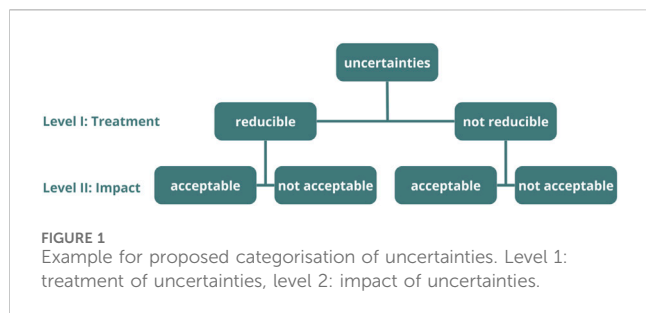 uncertainties
Level I: Treatment reducible not reducible
Level II: Impact acceptable not acceptable acceptable not acceptable
FIGURE 1
Example for proposed categorisation of uncertainties. Level 1:
treatment of uncertainties, level 2: impact of uncertainties.